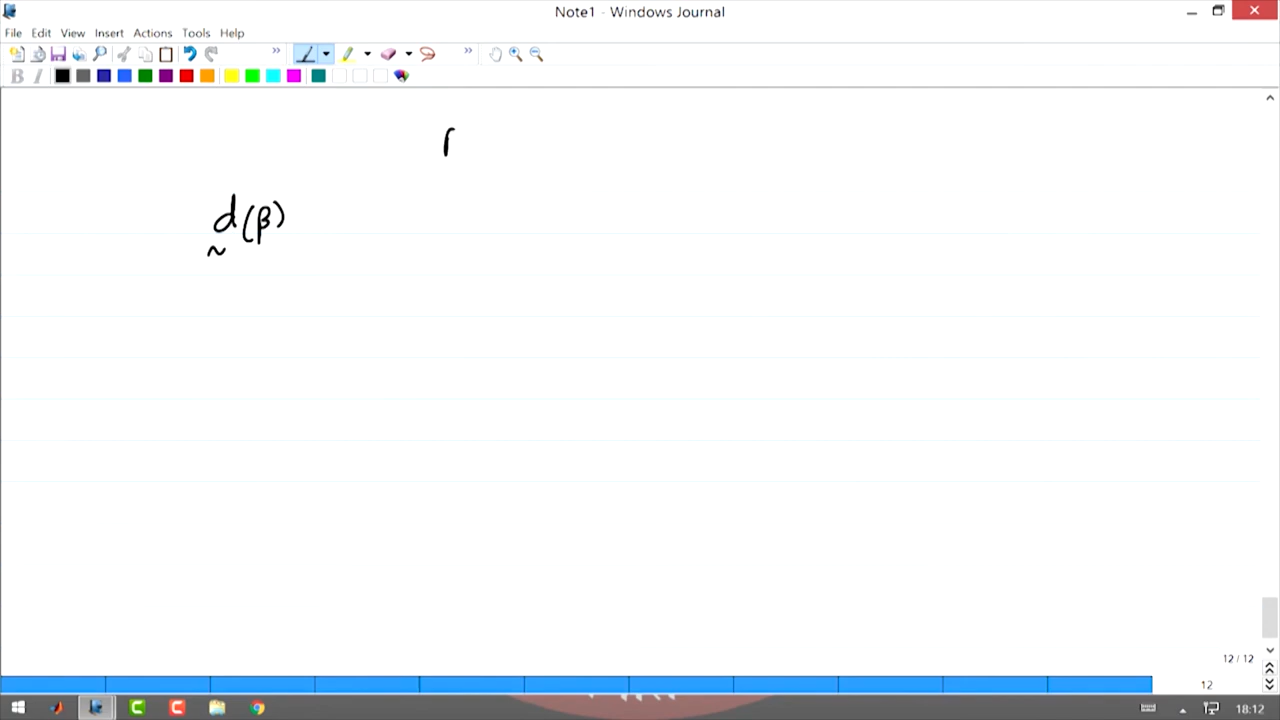 Note1 - Windows Journal
File Edit View Insert Actions Tools Help
B I
d(β)
~
12 / 12
12
18:12